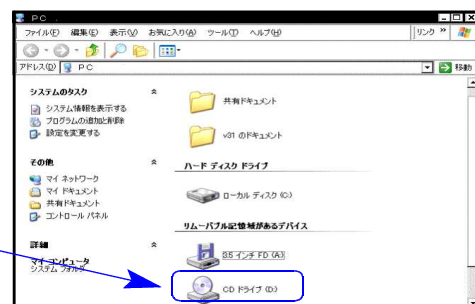 PC
ファイル(F) 編集(E) 表示(V) お気に入り(A) ツール(T) ヘルプ(H) リンク »
アドレス(D) PC 移動
システムのタスク
システム情報を表示する
プログラムの追加と削除
設定を変更する
その他
マイ ネットワーク
マイ ドキュメント
共有ドキュメント
コントロール パネル
詳細
マイ コンピュータ
システム フォルダ
共有ドキュメント
v31 のドキュメント
ハード ディスク ドライブ
ローカル ディスク (C:)
リムーバブル記憶域があるデバイス
3.5 インチ FD (A:)
CD ドライブ (D:)